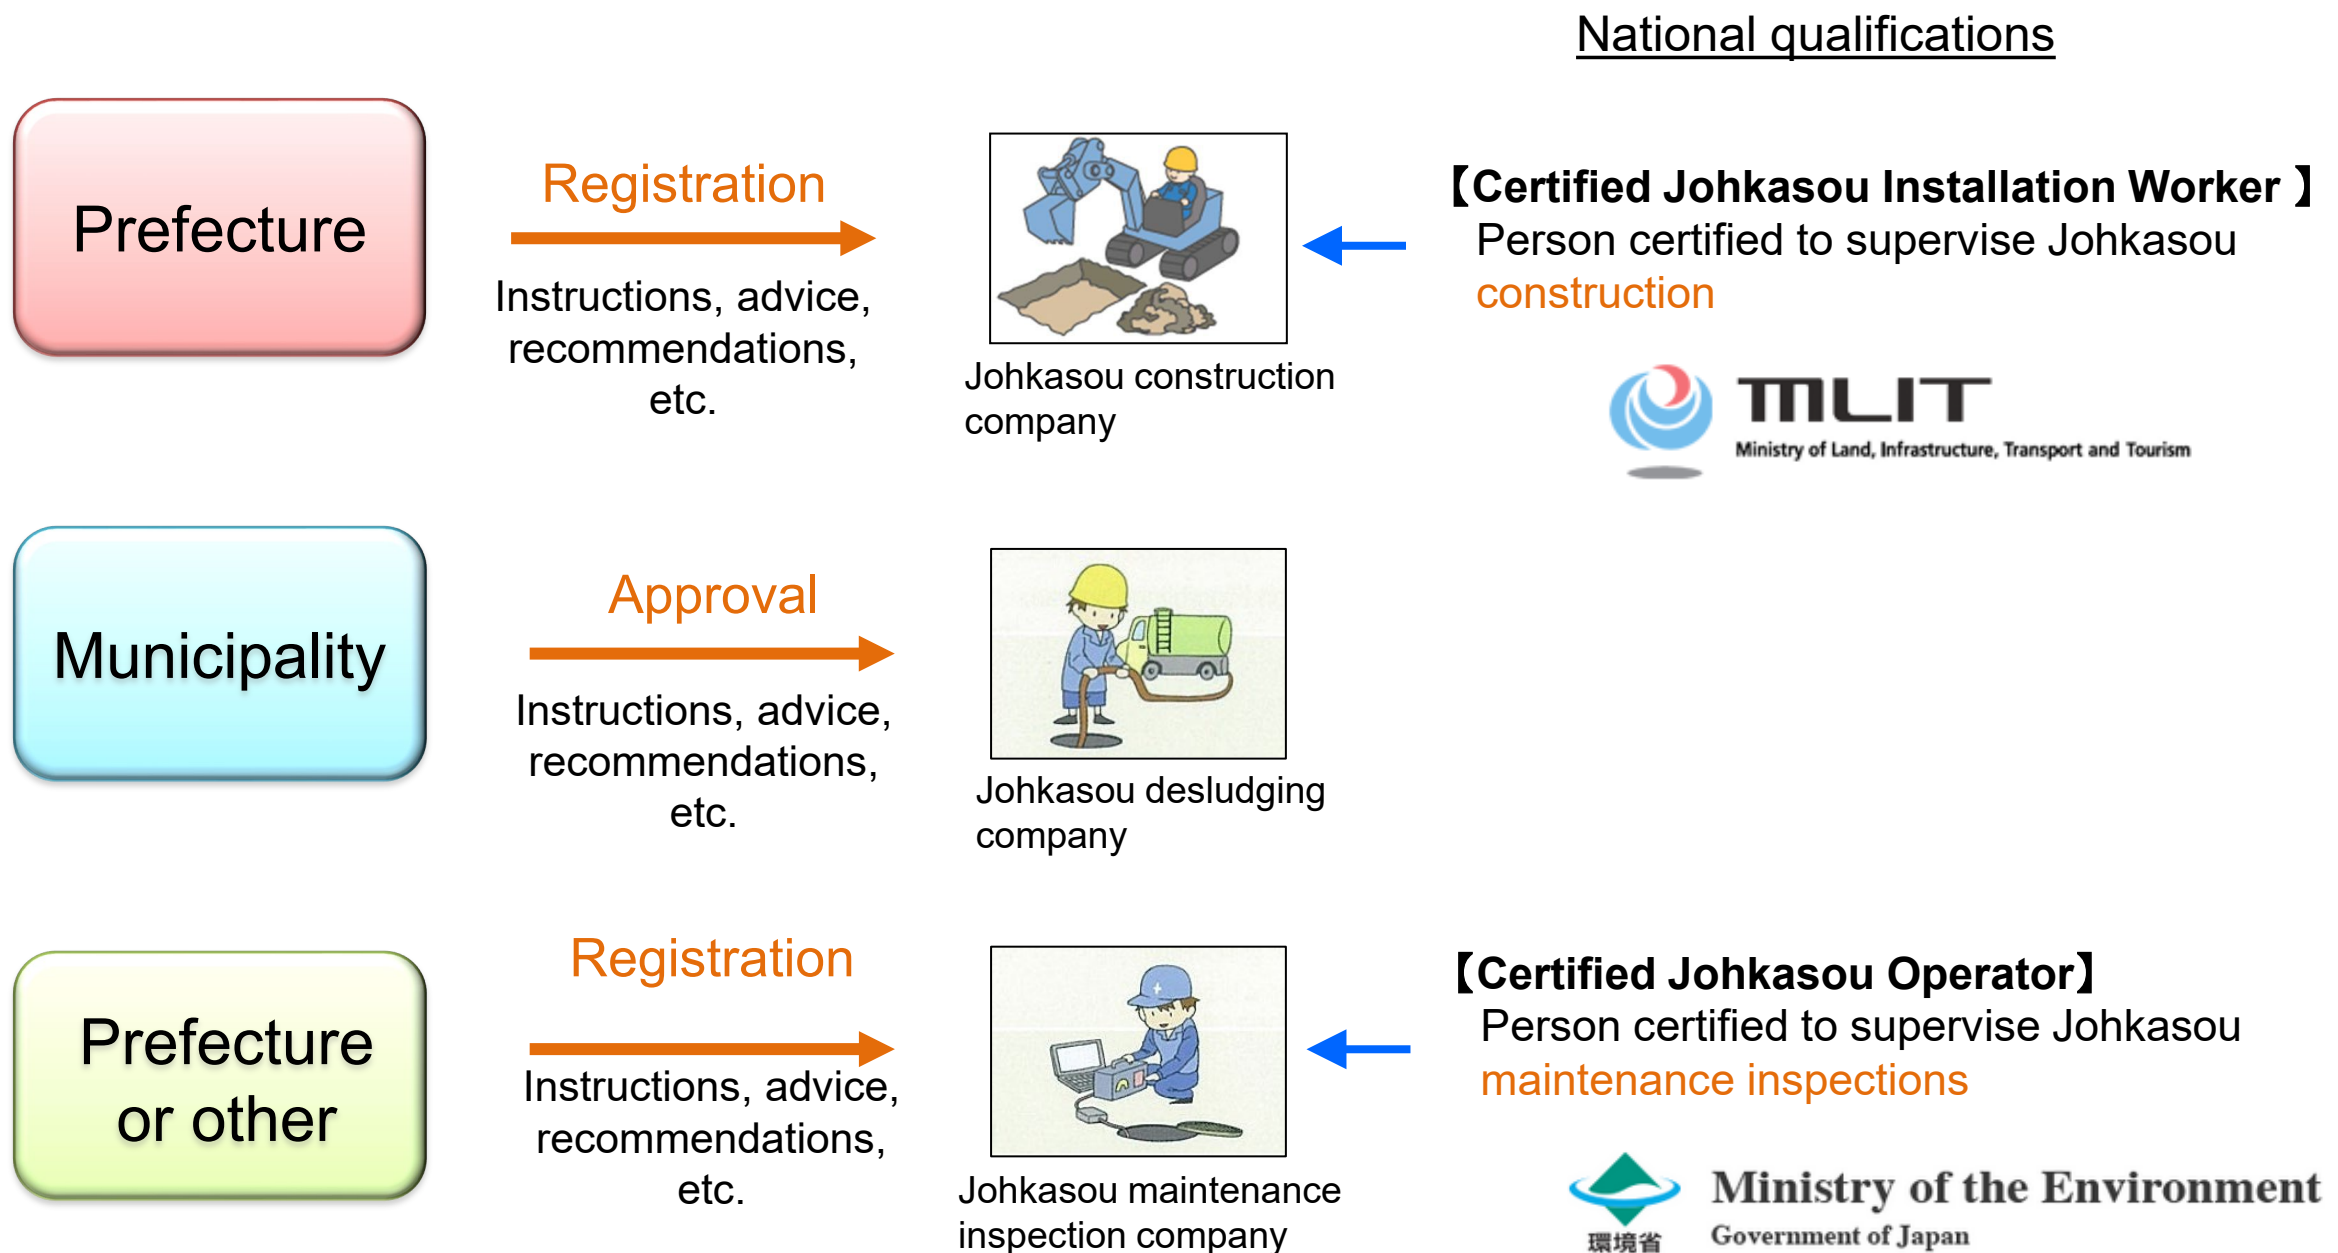 National qualifications
Prefecture
Registration
Instructions, advice,
recommendations,
etc.
Johkasou construction
company
【Certified Johkasou Installation Worker 】
Person certified to supervise Johkasou
construction
MLIT
Ministry of Land, Infrastructure, Transport and Tourism
Municipality
Approval
Instructions, advice,
recommendations,
etc.
Johkasou desludging
company
Prefecture
or other
Registration
Instructions, advice,
recommendations,
etc.
Johkasou maintenance
inspection company
【Certified Johkasou Operator】
Person certified to supervise Johkasou
maintenance inspections
環境省
Ministry of the Environment
Government of Japan